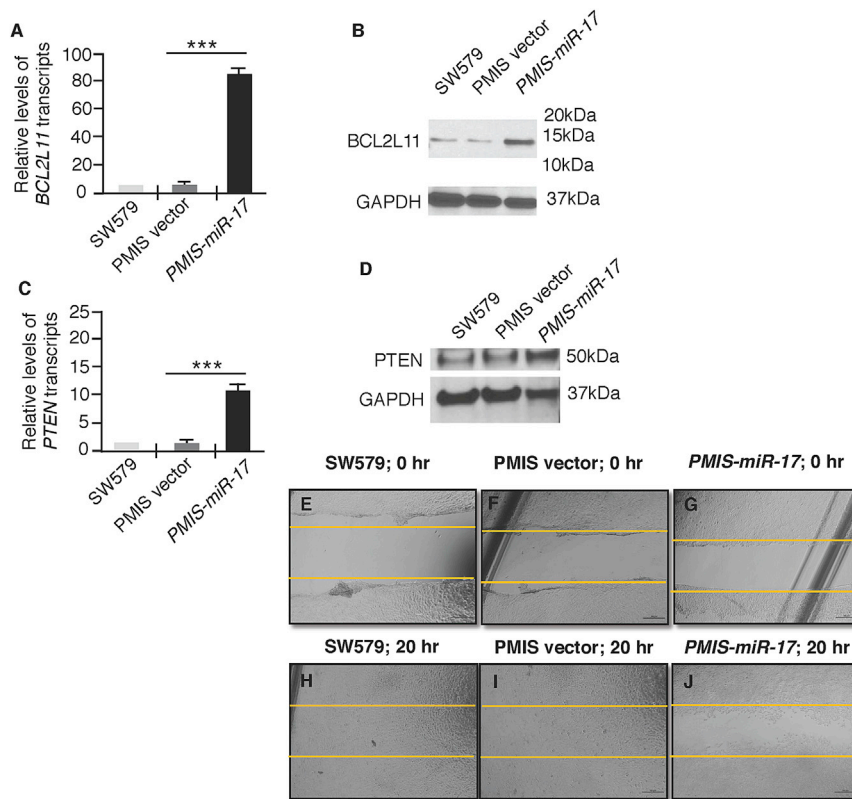 A
Relative levels of
BCL2L11 transcripts
100
80
60
40
20
0
***
SW579
PMIS vector
PMIS-miR-17
B
SW579
PMIS vector
PMIS-miR-17
BCL2L11
20kDa
15kDa
10kDa
GAPDH
37kDa
C
Relative levels of
PTEN transcripts
25
20
15
10
5
0
***
SW579
PMIS vector
PMIS-miR-17
D
SW579
PMIS vector
PMIS-miR-17
PTEN
50kDa
GAPDH
37kDa
SW579; 0 hr
PMIS vector; 0 hr
PMIS-miR-17; 0 hr
E
F
G
SW579; 20 hr
PMIS vector; 20 hr
PMIS-miR-17; 20 hr
H
I
J